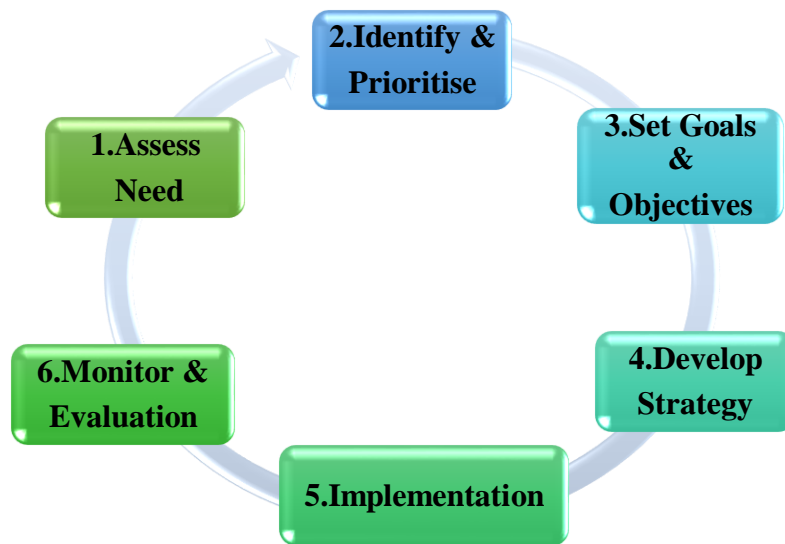 1.Assess
Need
2.Identify &
Prioritise
3.Set Goals
&
Objectives
4.Develop
Strategy
5.Implementation
6.Monitor &
Evaluation